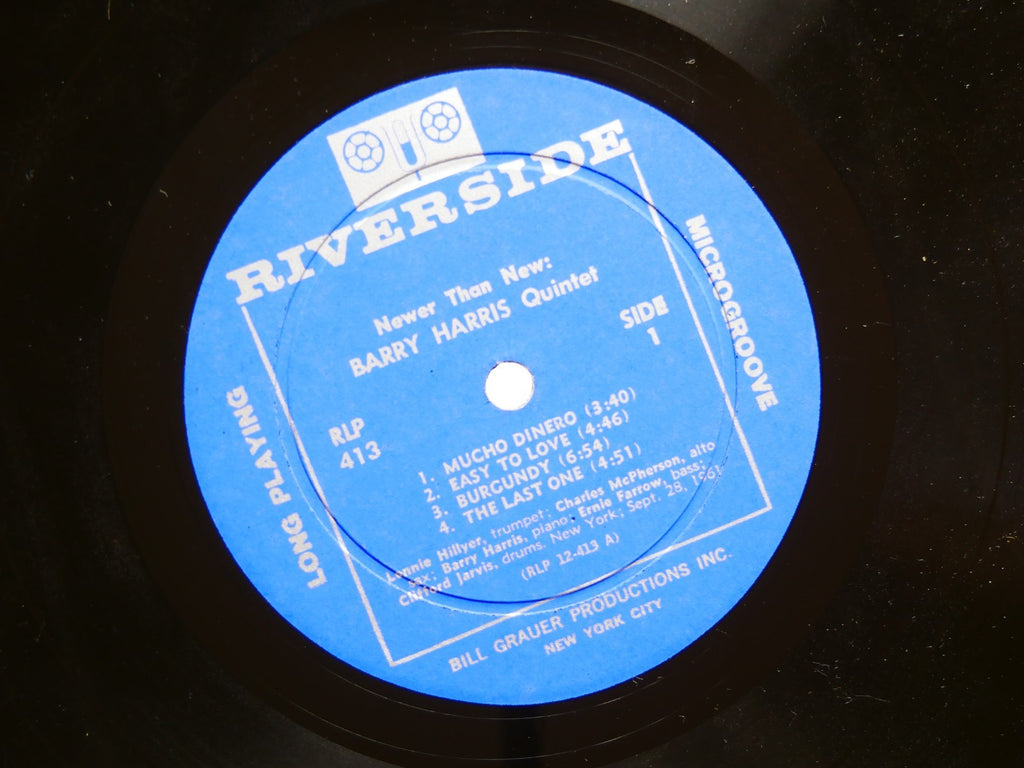 RIVERSIDE
Newer Than New:
BARRY HARRIS Quintet
SIDE
1
RLP
413
LONG PLAYING
MICROGROOVE
1. MUCHO DINERO (3:40)
2. EASY TO LOVE (4:46)
3. BURGUNDY (6:54)
4. THE LAST ONE (4:51)
Lonnie Hillyer, trumpet; Charles McPherson, alto
sax; Barry Harris, piano; Ernie Farrow, bass;
Clifford Jarvis, drums. New York; Sept. 28, 1961
(RLP 12-413 A)
BILL GRAUER PRODUCTIONS INC.
NEW YORK CITY